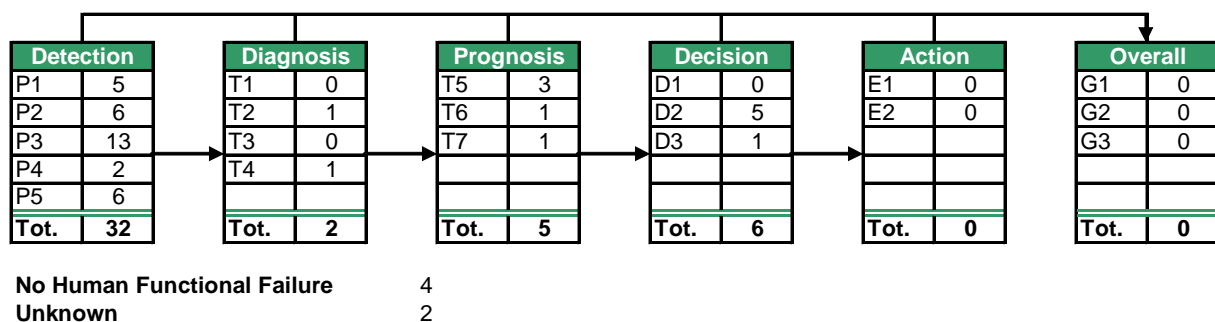 Detection Diagnosis Prognosis Decision Action Overall
P1 5 T1 0 T5 3 D1 0 E1 0 G1 0
P2 6 T2 1 T6 1 D2 5 E2 0 G2 0
P3 13 T3 0 T7 1 D3 1 G3 0
P4 2 T4 1
P5 6
Tot. 32 Tot. 2 Tot. 5 Tot. 6 Tot. 0 Tot. 0
No Human Functional Failure 4
Unknown 2